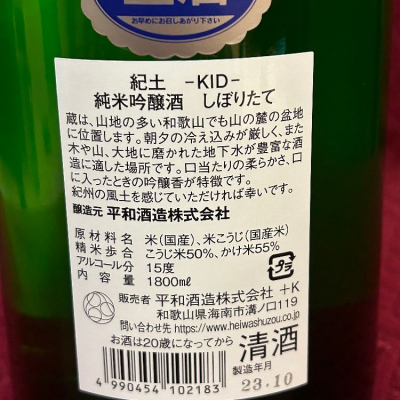 お早めにお召しあがり下さい
紀土 -KID-
純米吟醸酒 しぼりたて
蔵は、山地の多い和歌山でも山の麓の盆地
に位置します。朝夕の冷え込みが厳しく、また
木や山、大地に磨かれた地下水が豊富な酒
造に適した場所です。口当たりの柔らかさ、口
に入ったときの吟醸香が特徴です。
紀州の風土を感じていただければ幸いです。
醸造元 平和酒造株式会社
原材料名 米(国産)、米こうじ(国産米)
精米歩合 こうじ米50%、かけ米55%
アルコール分 15度
内容量 1800mℓ
プラ
販売者 平和酒造株式会社 +K
和歌山県海南市溝ノ口119
問い合わせ先 https://www.heiwashuzou.co.jp
お酒は20歳になってから
清酒
4 990454 102183
製造年月
23.10